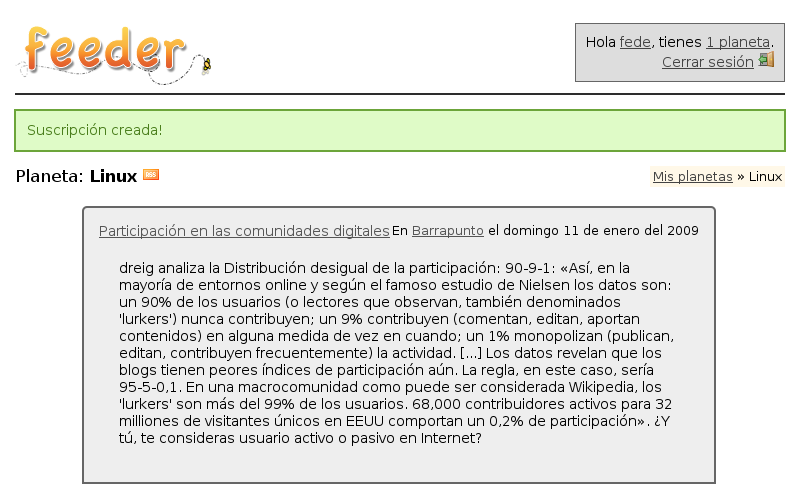 feeder
Hola fede, tienes 1 planeta.
Cerrar sesión
Suscripción creada!
Planeta: Linux RSS
Mis planetas » Linux
Participación en las comunidades digitales En Barrapunto el domingo 11 de enero del 2009
dreig analiza la Distribución desigual de la participación: 90-9-1: «Así, en la
mayoría de entornos online y según el famoso estudio de Nielsen los datos son:
un 90% de los usuarios (o lectores que observan, también denominados
'lurkers') nunca contribuyen; un 9% contribuyen (comentan, editan, aportan
contenidos) en alguna medida de vez en cuando; un 1% monopolizan (publican,
editan, contribuyen frecuentemente) la actividad. [...] Los datos revelan que los
blogs tienen peores índices de participación aún. La regla, en este caso, sería
95-5-0,1. En una macrocomunidad como puede ser considerada Wikipedia, los
'lurkers' son más del 99% de los usuarios. 68,000 contribuidores activos para 32
milliones de visitantes únicos en EEUU comportan un 0,2% de participación». ¿Y
tú, te consideras usuario activo o pasivo en Internet?